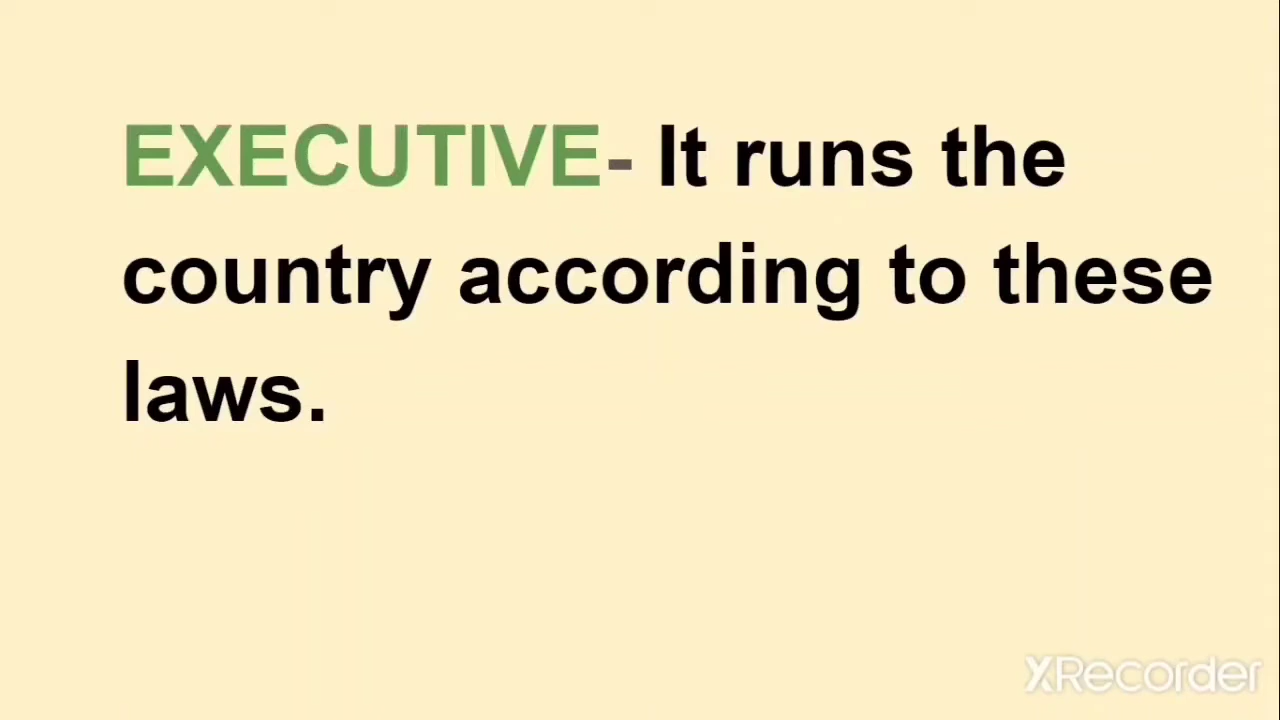 EXECUTIVE- It runs the
country according to these
laws.
XRecorder